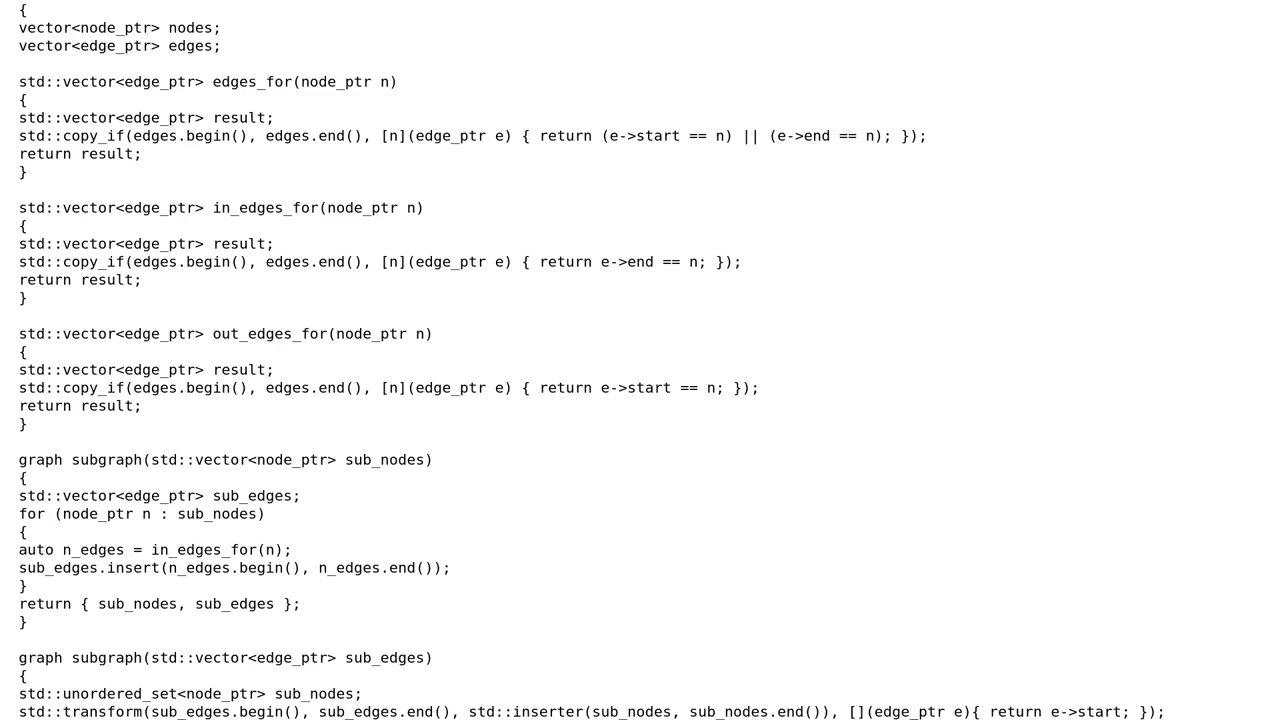 {
vector<node_ptr> nodes;
vector<edge_ptr> edges;

std::vector<edge_ptr> edges_for(node_ptr n)
{
std::vector<edge_ptr> result;
std::copy_if(edges.begin(), edges.end(), [n](edge_ptr e) { return (e->start == n) || (e->end == n); });
return result;
}

std::vector<edge_ptr> in_edges_for(node_ptr n)
{
std::vector<edge_ptr> result;
std::copy_if(edges.begin(), edges.end(), [n](edge_ptr e) { return e->end == n; });
return result;
}

std::vector<edge_ptr> out_edges_for(node_ptr n)
{
std::vector<edge_ptr> result;
std::copy_if(edges.begin(), edges.end(), [n](edge_ptr e) { return e->start == n; });
return result;
}

graph subgraph(std::vector<node_ptr> sub_nodes)
{
std::vector<edge_ptr> sub_edges;
for (node_ptr n : sub_nodes)
{
auto n_edges = in_edges_for(n);
sub_edges.insert(n_edges.begin(), n_edges.end());
}
return { sub_nodes, sub_edges };
}

graph subgraph(std::vector<edge_ptr> sub_edges)
{
std::unordered_set<node_ptr> sub_nodes;
std::transform(sub_edges.begin(), sub_edges.end(), std::inserter(sub_nodes, sub_nodes.end()), [](edge_ptr e){ return e->start; });